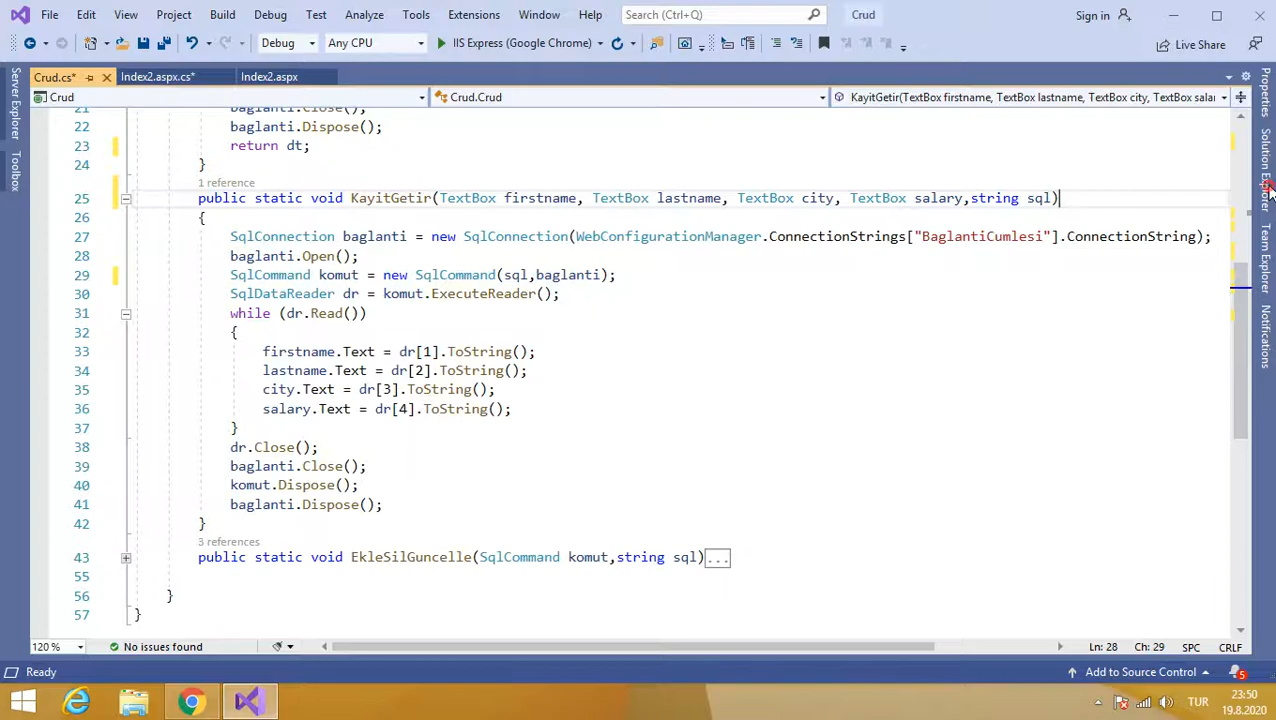 File Edit View Project Build Debug Test Analyze Tools Extensions Window Help Search (Ctrl+Q) Crud Sign in
Debug Any CPU IIS Express (Google Chrome) Live Share
Crud.cs* Index2.aspx.cs* Index2.aspx
Crud Crud.Crud KayitGetir(TextBox firstname, TextBox lastname, TextBox city, TextBox salar
Server Explorer
Toolbox
Properties
Solution Explorer
Team Explorer
Notifications
21 baglanti.Close();
22 baglanti.Dispose();
23 return dt;
24 }
1 reference
25 public static void KayitGetir(TextBox firstname, TextBox lastname, TextBox city, TextBox salary,string sql)
26 {
27 SqlConnection baglanti = new SqlConnection(WebConfigurationManager.ConnectionStrings["BaglantiCumlesi"].ConnectionString);
28 baglanti.Open();
29 SqlCommand komut = new SqlCommand(sql,baglanti);
30 SqlDataReader dr = komut.ExecuteReader();
31 while (dr.Read())
32 {
33 firstname.Text = dr[1].ToString();
34 lastname.Text = dr[2].ToString();
35 city.Text = dr[3].ToString();
36 salary.Text = dr[4].ToString();
37 }
38 dr.Close();
39 baglanti.Close();
40 komut.Dispose();
41 baglanti.Dispose();
42 }
3 references
43 public static void EkleSilGuncelle(SqlCommand komut,string sql)...
55
56 }
57 }
120 % No issues found Ln: 28 Ch: 29 SPC CRLF
Ready Add to Source Control 5
TUR 23:50
19.8.2020